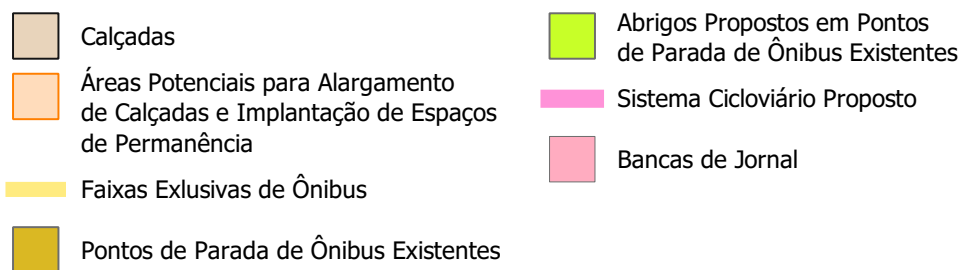 Calçadas
Áreas Potenciais para Alargamento
de Calçadas e Implantação de Espaços
de Permanência
Faixas Exlusivas de Ônibus
Pontos de Parada de Ônibus Existentes
Abrigos Propostos em Pontos
de Parada de Ônibus Existentes
Sistema Cicloviário Proposto
Bancas de Jornal